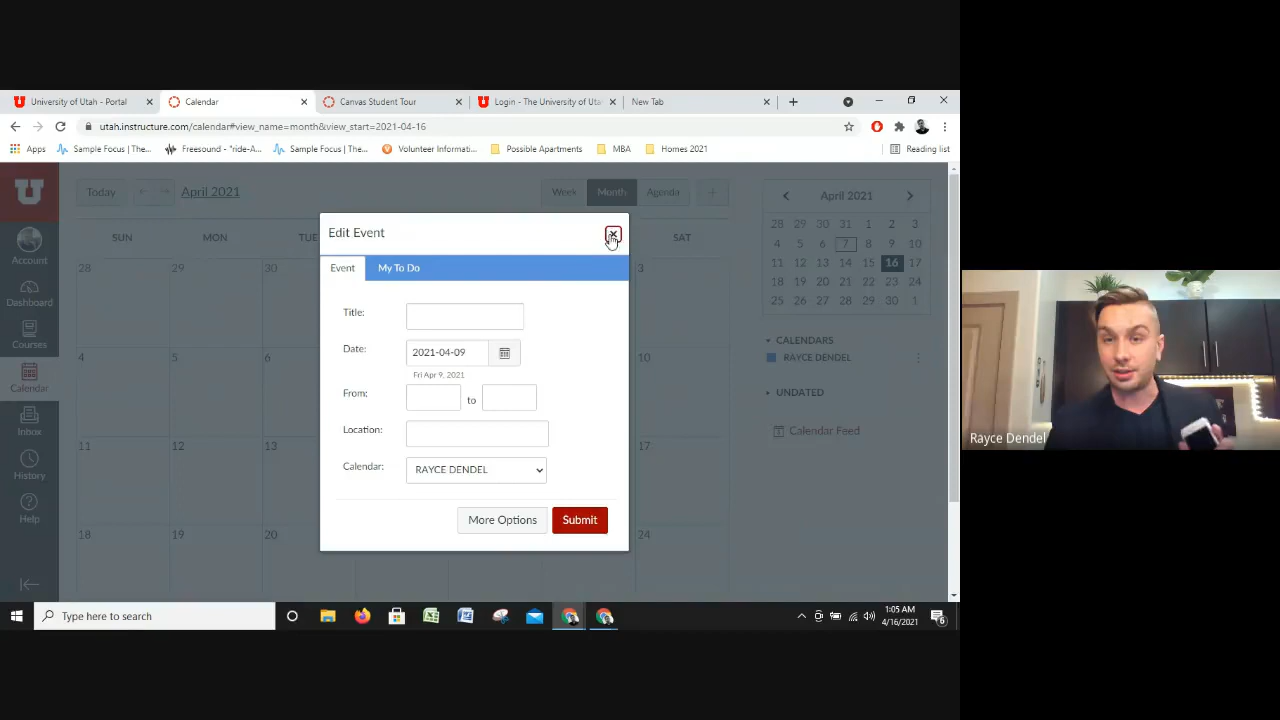 University of Utah - Portal
Calendar
Canvas Student Tour
Login - The University of Uta
New Tab
utah.instructure.com/calendar#view_name=month&view_start=2021-04-16
Apps
Sample Focus | The...
Freesound - "ride-A...
Sample Focus | The...
Volunteer Informati...
Possible Apartments
MBA
Homes 2021
Reading list
U
Account
Dashboard
Courses
Calendar
Inbox
History
Help
Today
April 2021
Week
Month
Agenda
SUN
MON
TUE
SAT
28
29
30
3
4
5
6
10
11
12
13
17
18
19
20
24
Edit Event
Event
My To Do
Title:
Date:
2021-04-09
Fri Apr 9, 2021
From:
to
Location:
Calendar:
RAYCE DENDEL
More Options
Submit
April 2021
28 29 30 31 1 2 3
4 5 6 7 8 9 10
11 12 13 14 15 16 17
18 19 20 21 22 23 24
25 26 27 28 29 30 1
CALENDARS
RAYCE DENDEL
UNDATED
Calendar Feed
Rayce Dendel
Type here to search
1:05 AM
4/16/2021
6